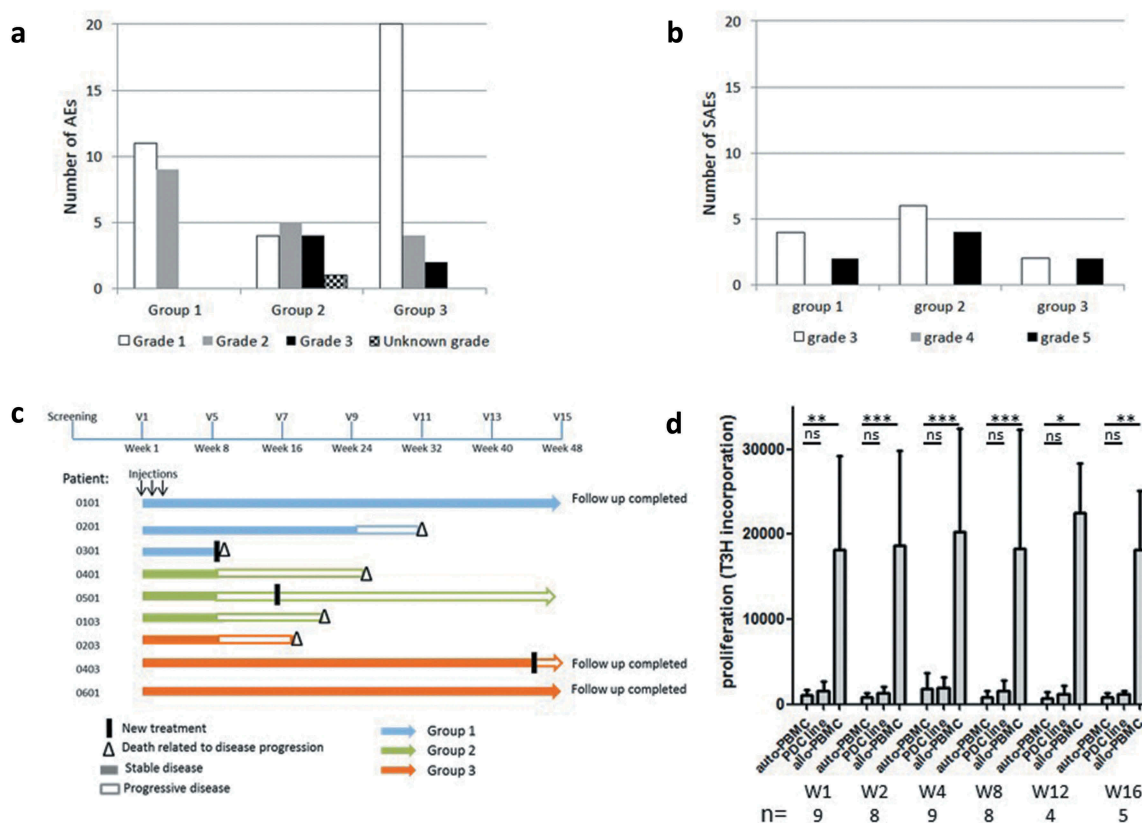 a
Number of AEs
20
15
10
5
0
Group 1 Group 2 Group 3
Grade 1 Grade 2 Grade 3 Unknown grade
b
Number of SAEs
20
15
10
5
0
group 1 group 2 group 3
grade 3 grade 4 grade 5
c
Screening V1 V5 V7 V9 V11 V13 V15
Week 1 Week 8 Week 16 Week 24 Week 32 Week 40 Week 48
Patient: Injections
0101 Follow up completed
0201
0301
0401
0501
0103
0203
0403 Follow up completed
0601 Follow up completed
New treatment
Death related to disease progression
Stable disease
Progressive disease
Group 1
Group 2
Group 3
d
proliferation (T3H incorporation)
** *** *** *** * **
ns ns ns ns ns ns
30000
20000
10000
0
auto-PBMC PDC line allo-PBMC auto-PBMC PDC line allo-PBMC auto-PBMC PDC line allo-PBMC auto-PBMC PDC line allo-PBMC auto-PBMC PDC line allo-PBMC auto-PBMC PDC line allo-PBMC
W1 W2 W4 W8 W12 W16
n= 9 8 9 8 4 5